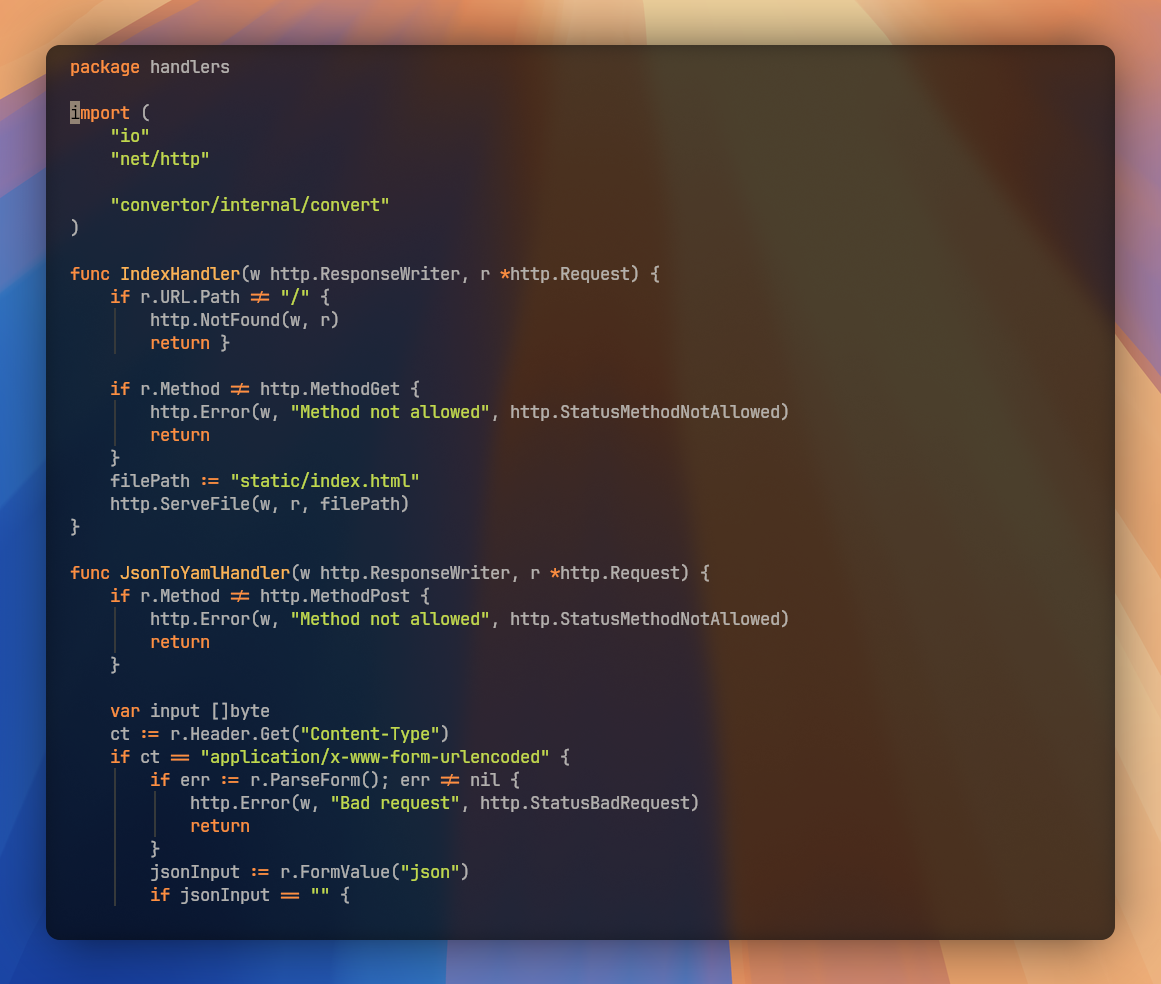 package handlers

import (
    "io"
    "net/http"

    "convertor/internal/convert"
)

func IndexHandler(w http.ResponseWriter, r *http.Request) {
    if r.URL.Path != "/" {
        http.NotFound(w, r)
        return }

    if r.Method != http.MethodGet {
        http.Error(w, "Method not allowed", http.StatusMethodNotAllowed)
        return
    }
    filePath := "static/index.html"
    http.ServeFile(w, r, filePath)
}

func JsonToYamlHandler(w http.ResponseWriter, r *http.Request) {
    if r.Method != http.MethodPost {
        http.Error(w, "Method not allowed", http.StatusMethodNotAllowed)
        return
    }

    var input []byte
    ct := r.Header.Get("Content-Type")
    if ct == "application/x-www-form-urlencoded" {
        if err := r.ParseForm(); err != nil {
            http.Error(w, "Bad request", http.StatusBadRequest)
            return
        }
        jsonInput := r.FormValue("json")
        if jsonInput == "" {